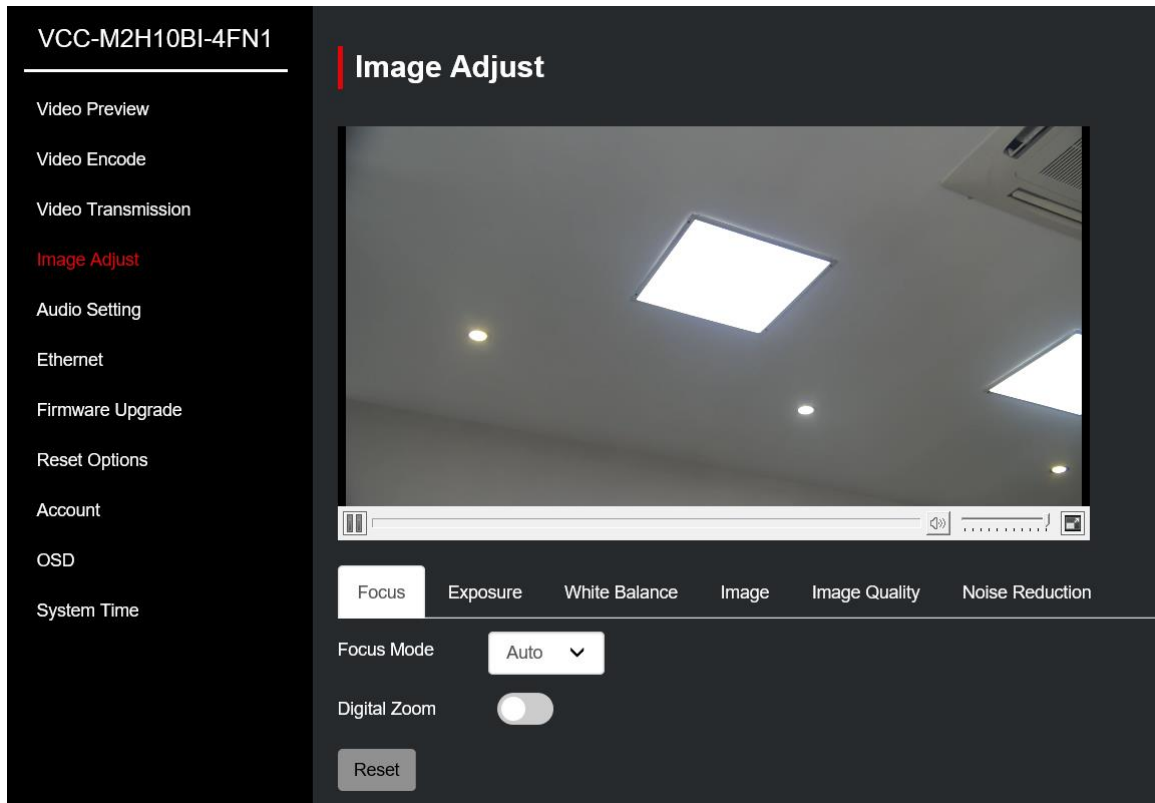 VCC-M2H10BI-4FN1
Video Preview
Video Encode
Video Transmission
Image Adjust
Audio Setting
Ethernet
Firmware Upgrade
Reset Options
Account
OSD
System Time
Image Adjust
Focus Exposure White Balance Image Image Quality Noise Reduction
Focus Mode Auto
Digital Zoom
Reset